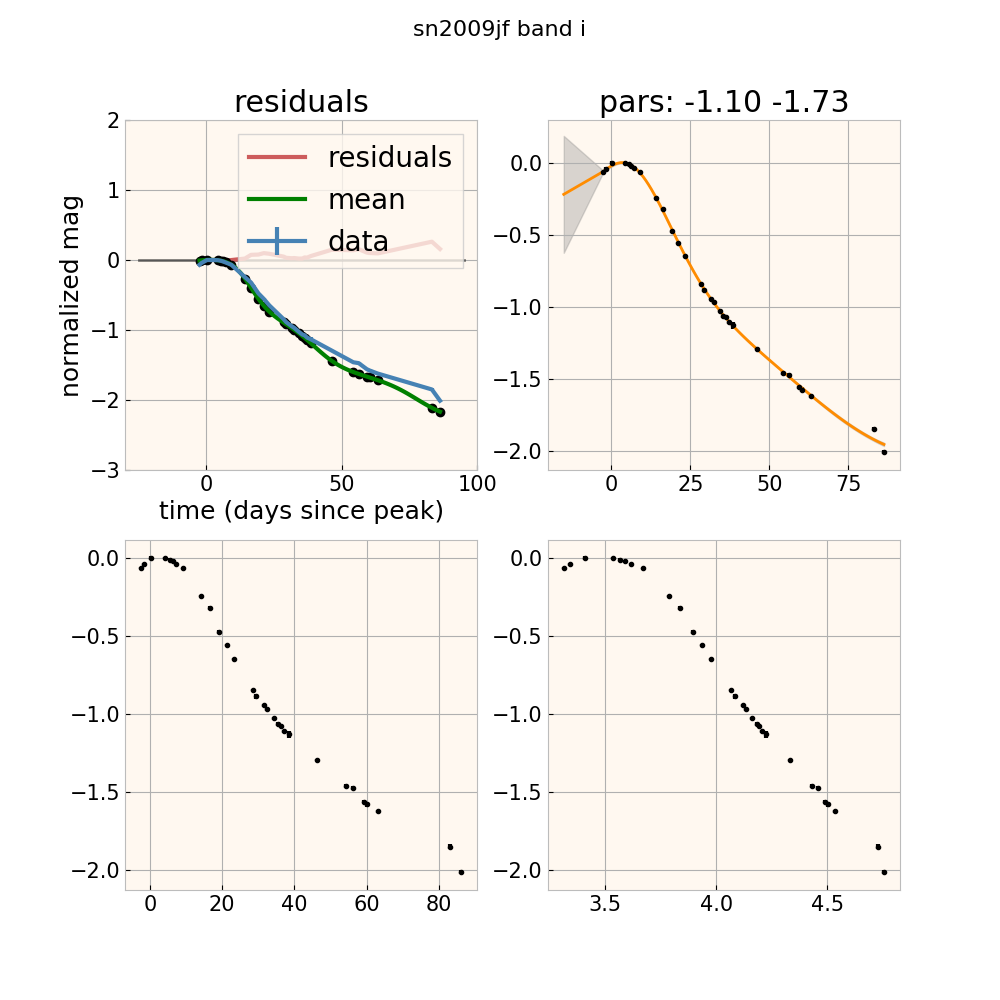 sn2009jf band i
residuals
pars: -1.10 -1.73
normalized mag
2
1
0
−1
−2
−3
residuals
mean
data
0 50 100
time (days since peak)
0.0
−0.5
−1.0
−1.5
−2.0
0 25 50 75
0.0
−0.5
−1.0
−1.5
−2.0
0 20 40 60 80
0.0
−0.5
−1.0
−1.5
−2.0
3.5 4.0 4.5